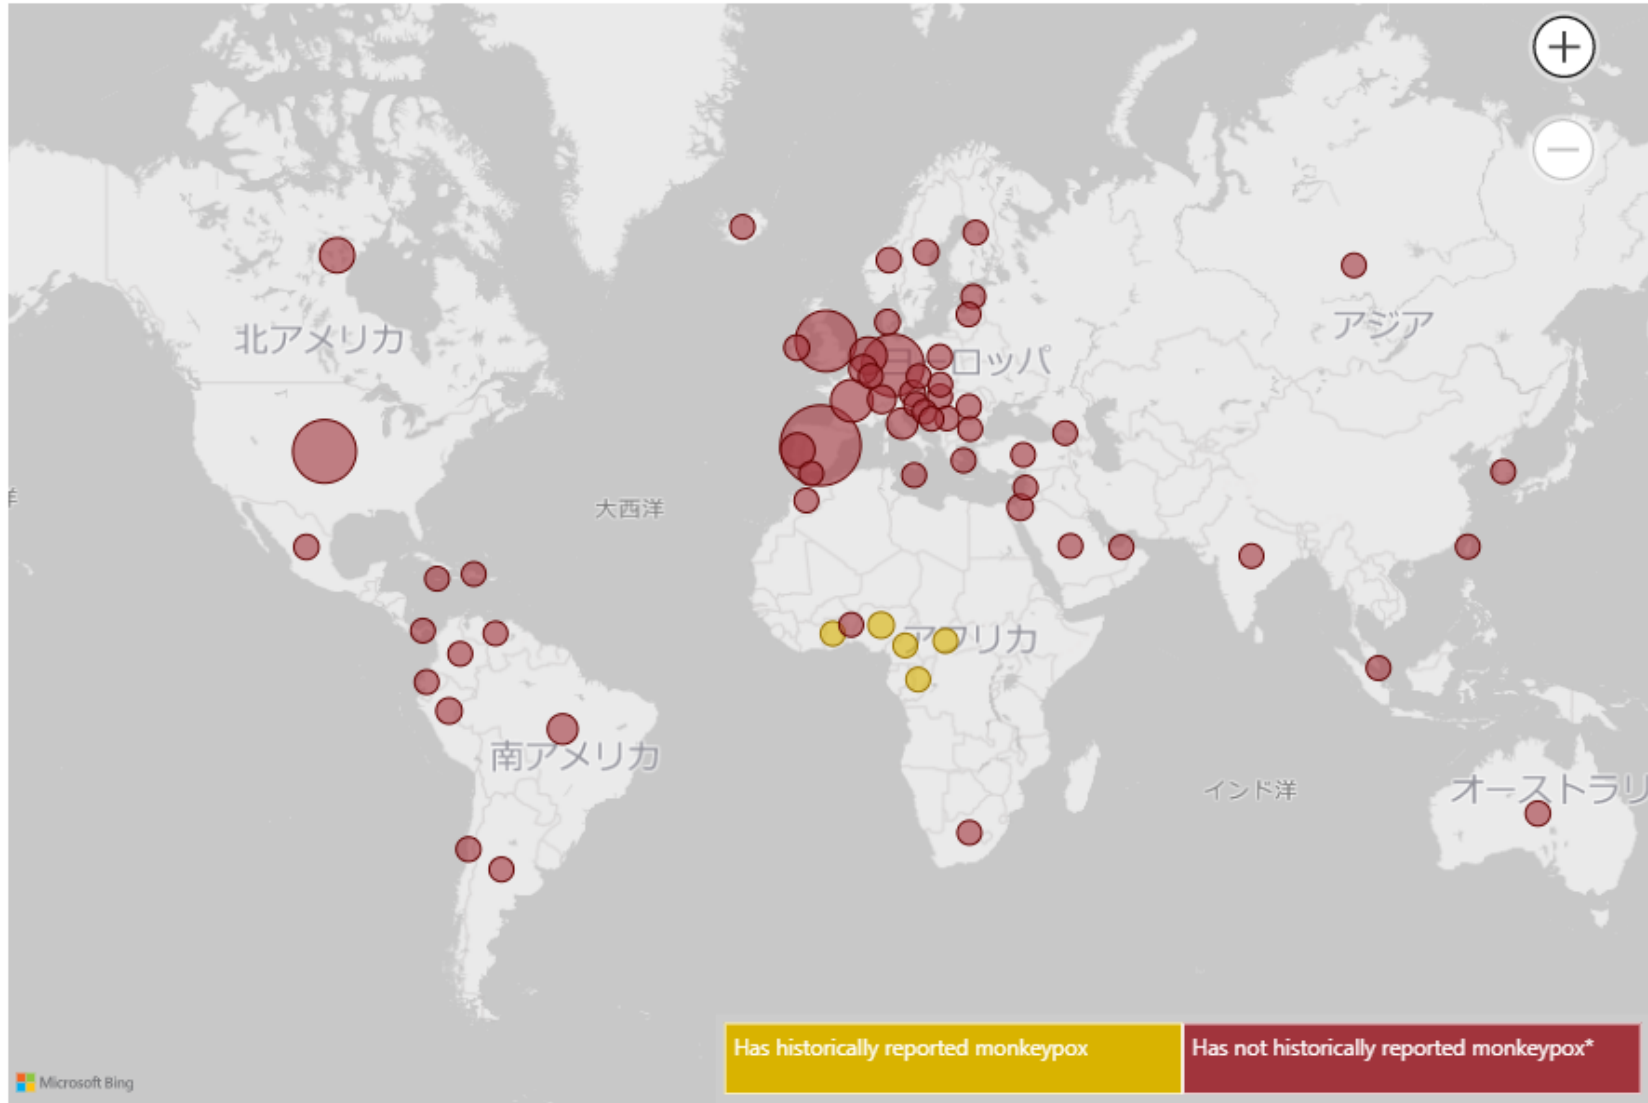 北アメリカ
アジア
ヨーロッパ
大西洋
洋
アフリカ
南アメリカ
インド洋
オーストラリ
Has historically reported monkeypox
Has not historically reported monkeypox*
Microsoft Bing